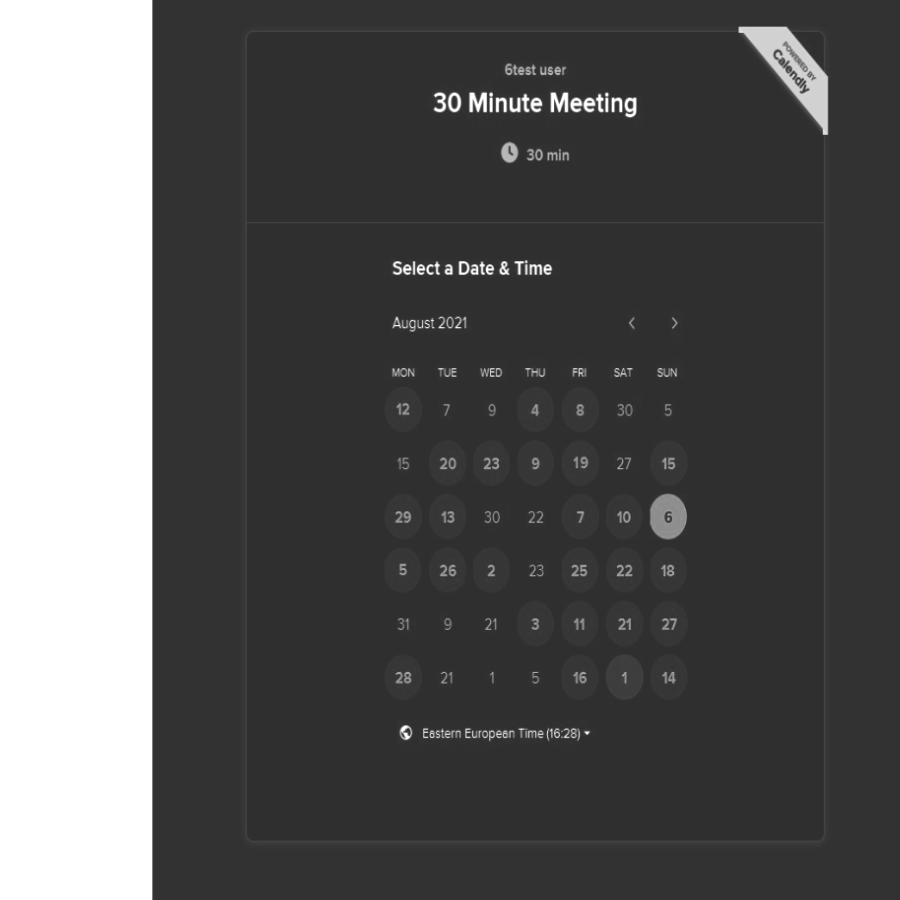 POWERED BY
Calendly
6test user
30 Minute Meeting
30 min
Select a Date & Time
August 2021
MON TUE WED THU FRI SAT SUN
12 7 9 4 8 30 5
15 20 23 9 19 27 15
29 13 30 22 7 10 6
5 26 2 23 25 22 18
31 9 21 3 11 21 27
28 21 1 5 16 1 14
Eastern European Time (16:28)